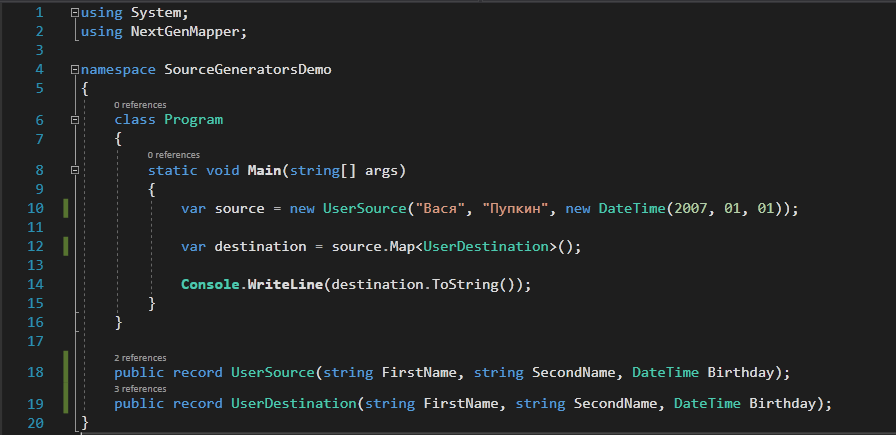 1 using System;
2 using NextGenMapper;
3
4 namespace SourceGeneratorsDemo
5 {
0 references
6 class Program
7 {
0 references
8 static void Main(string[] args)
9 {
10 var source = new UserSource("Вася", "Пупкин", new DateTime(2007, 01, 01));
11
12 var destination = source.Map<UserDestination>();
13
14 Console.WriteLine(destination.ToString());
15 }
16 }
17
2 references
18 public record UserSource(string FirstName, string SecondName, DateTime Birthday);
3 references
19 public record UserDestination(string FirstName, string SecondName, DateTime Birthday);
20 }